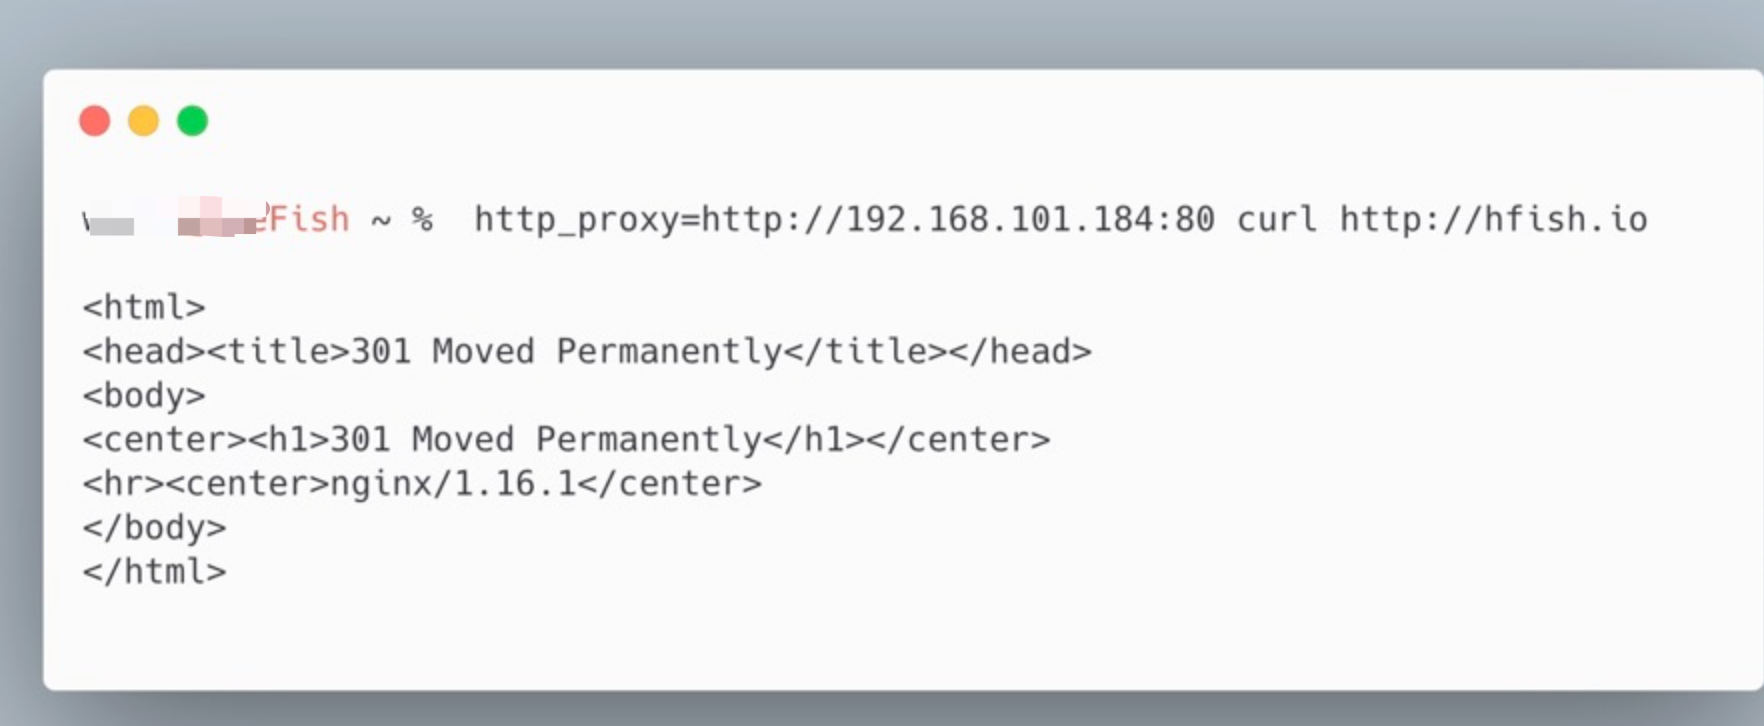 Fish ~ % http_proxy=http://192.168.101.184:80 curl http://hfish.io
<html>
<head><title>301 Moved Permanently</title></head>
<body>
<center><h1>301 Moved Permanently</h1></center>
<hr><center>nginx/1.16.1</center>
</body>
</html>